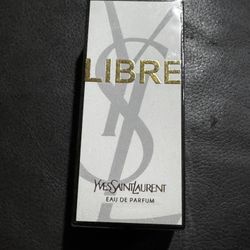 LIBRE
YVESSAINTLAURENT
EAU DE PARFUM